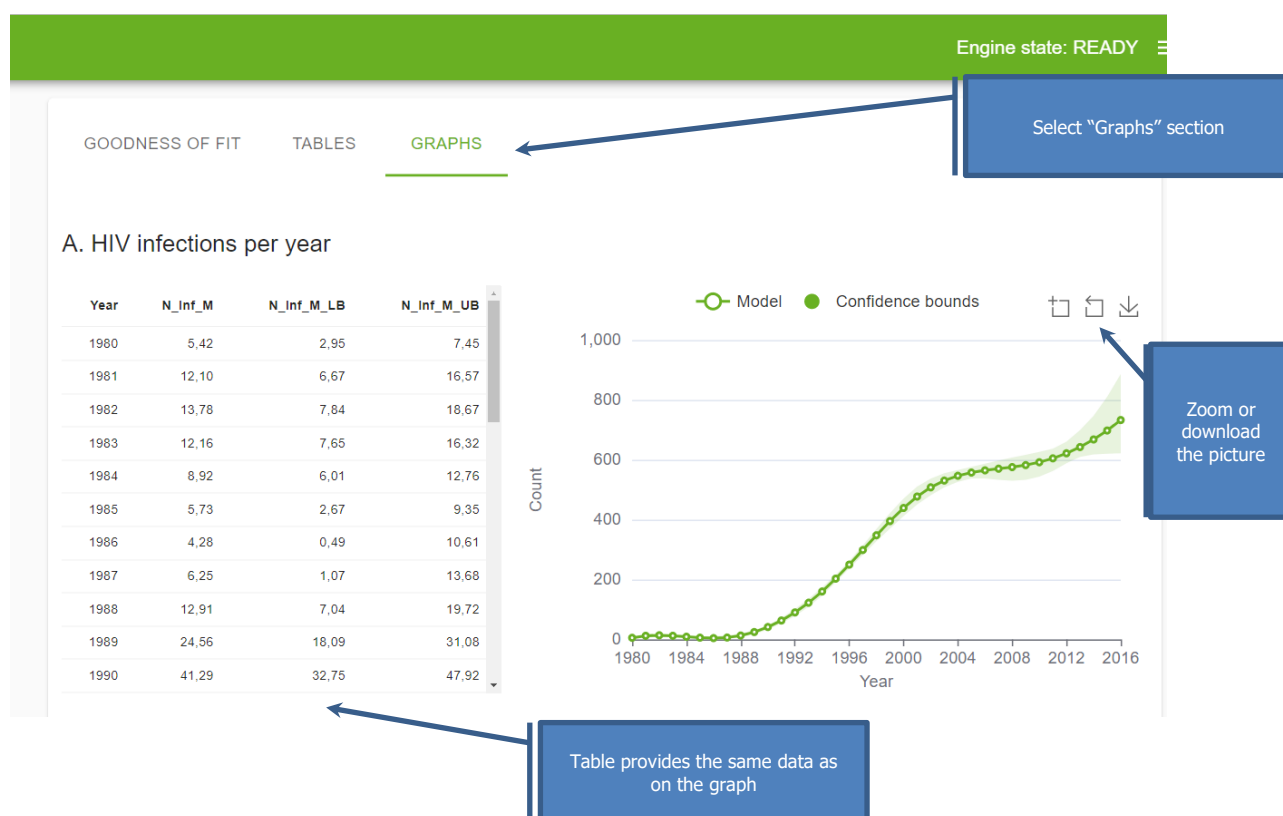 Engine state: READY
Select “Graphs” section
GOODNESS OF FIT TABLES GRAPHS
A. HIV infections per year
Year N_Inf_M N_Inf_M_LB N_Inf_M_UB
1980 5,42 2,95 7,45
1981 12,10 6,67 16,57
1982 13,78 7,84 18,67
1983 12,16 7,65 16,32
1984 8,92 6,01 12,76
1985 5,73 2,67 9,35
1986 4,28 0,49 10,61
1987 6,25 1,07 13,68
1988 12,91 7,04 19,72
1989 24,56 18,09 31,08
1990 41,29 32,75 47,92
Model Confidence bounds
1,000
800
600
400
200
0
Count
1980 1984 1988 1992 1996 2000 2004 2008 2012 2016
Year
Zoom or
download
the picture
Table provides the same data as
on the graph